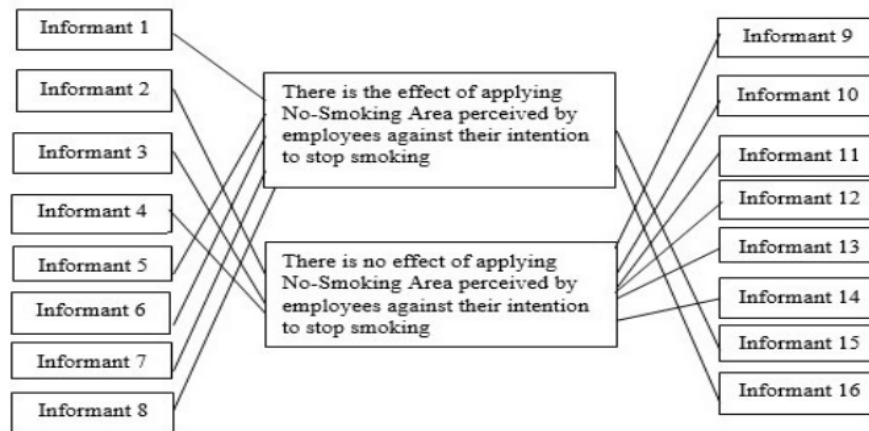 Informant 1
Informant 2
Informant 3
Informant 4
Informant 5
Informant 6
Informant 7
Informant 8
There is the effect of applying
No-Smoking Area perceived by
employees against their intention
to stop smoking
There is no effect of applying
No-Smoking Area perceived by
employees against their intention
to stop smoking
Informant 9
Informant 10
Informant 11
Informant 12
Informant 13
Informant 14
Informant 15
Informant 16